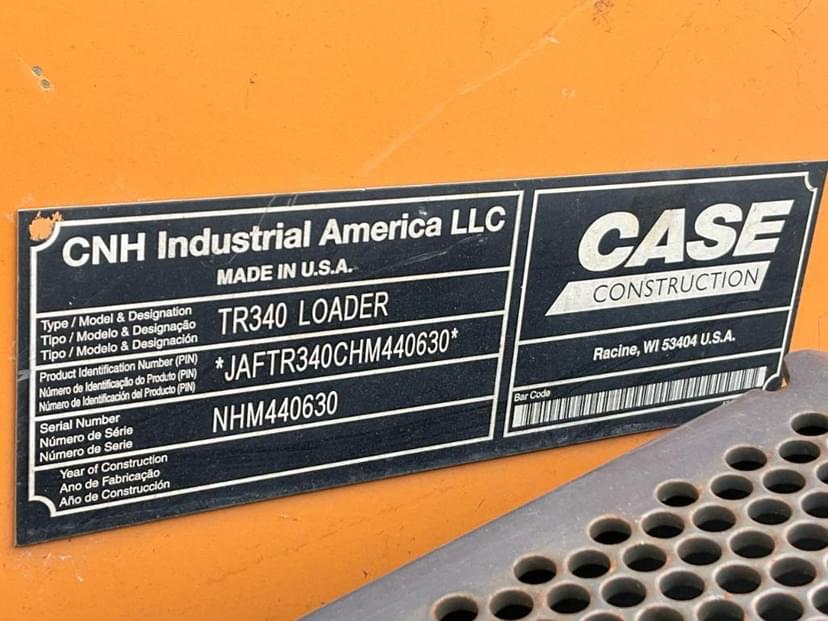 CNH Industrial America LLC
MADE IN U.S.A.
Type / Model & Designation
Tipo / Modelo & Designação
Tipo / Modelo & Designación
TR340 LOADER
Product Identification Number (PIN)
Número de Identificação do Produto (PIN)
Número de Identificación del Producto (PIN)
*JAFTR340CHM440630*
Serial Number
Número de Série
Número de Serie
NHM440630
Year of Construction
Ano de Fabricação
Año de Construcción
CASE
CONSTRUCTION
Racine, WI 53404 U.S.A.
Bar Code